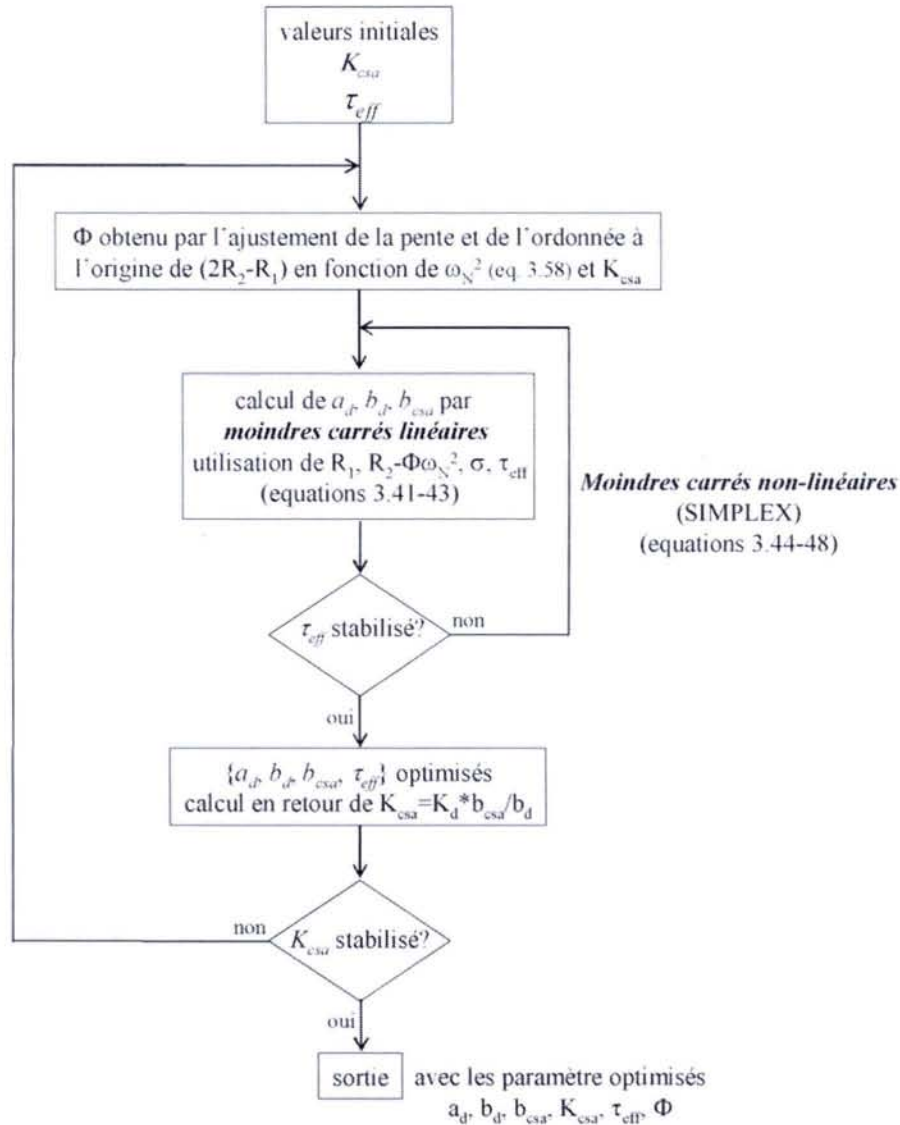 valeurs initiales
K_csa
τ_eff
Φ obtenu par l'ajustement de la pente et de l'ordonnée à
l'origine de (2R₂-R₁) en fonction de ω_N² (eq. 3.58) et K_csa
calcul de a_d, b_d, b_csa par
moindres carrés linéaires
utilisation de R₁, R₂-Φω_N², σ, τ_eff
(equations 3.41-43)
Moindres carrés non-linéaires
(SIMPLEX)
(equations 3.44-48)
τ_eff stabilisé?
non
oui
{a_d, b_d, b_csa, τ_eff} optimisés
calcul en retour de K_csa=K_d*b_csa/b_d
non
K_csa stabilisé?
oui
sortie
avec les paramètre optimisés
a_d, b_d, b_csa, K_csa, τ_eff, Φ